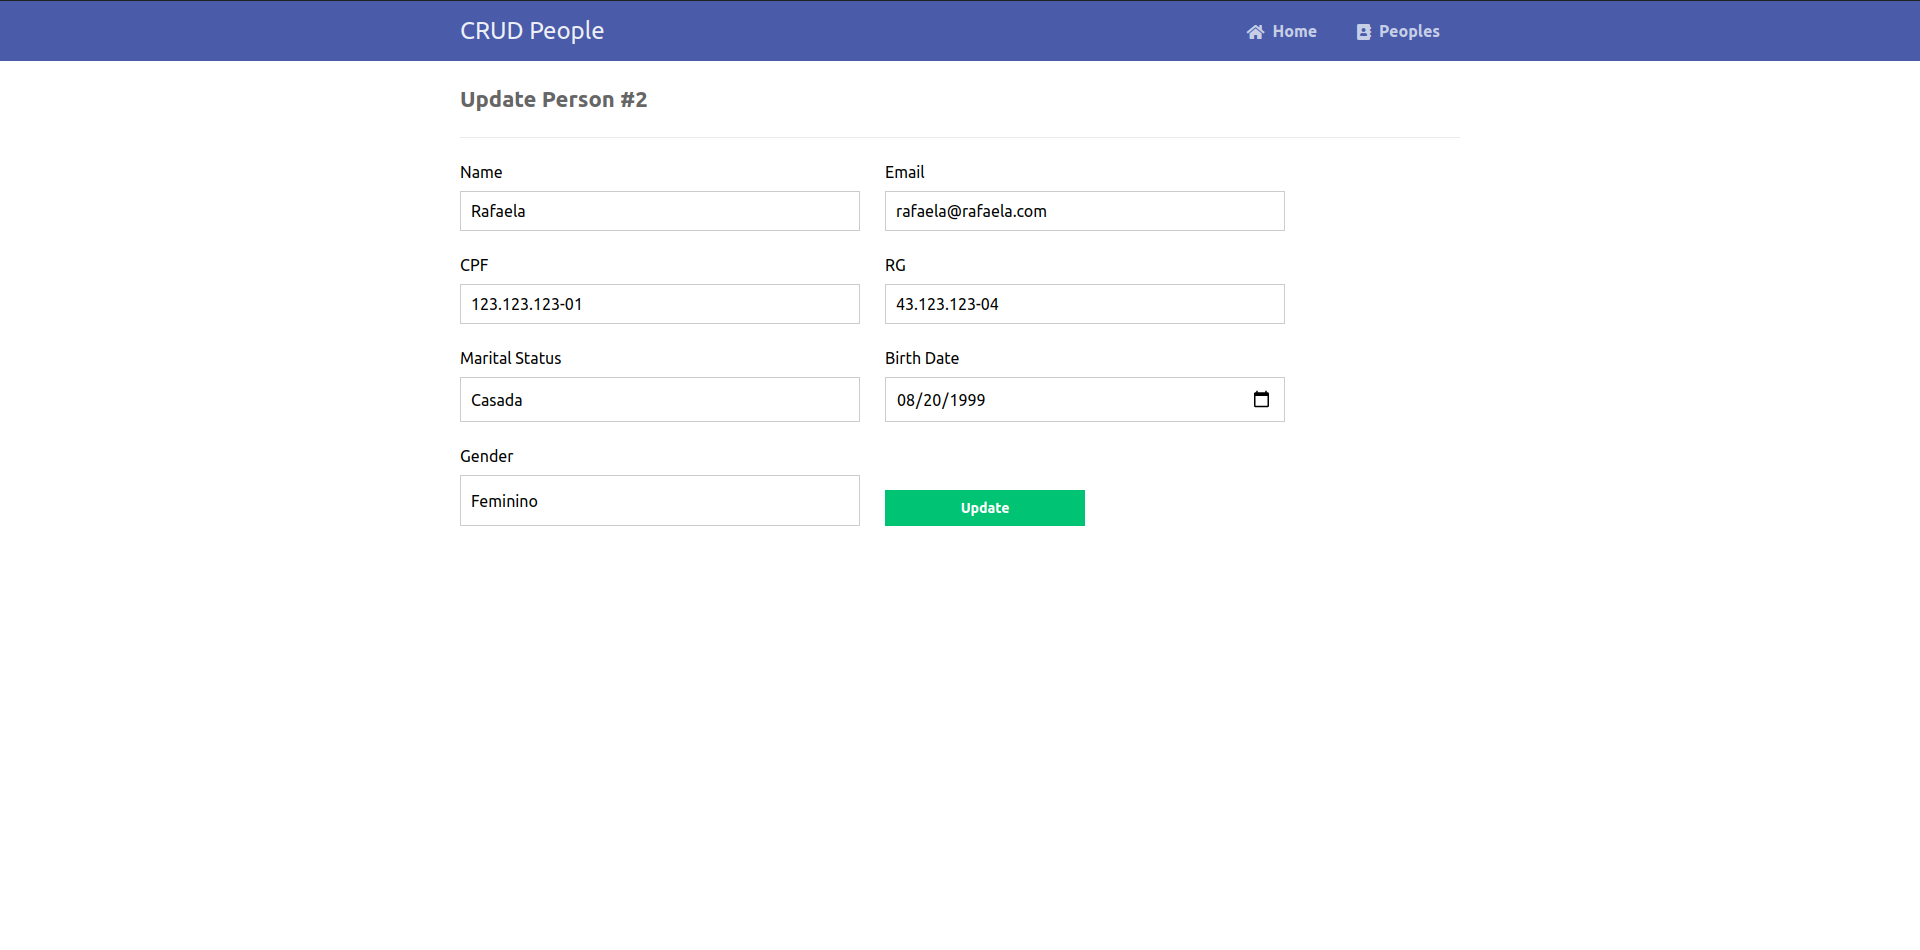 CRUD People
Home
Peoples
Update Person #2
Name
Email
Rafaela
rafaela@rafaela.com
CPF
RG
123.123.123-01
43.123.123-04
Marital Status
Birth Date
Casada
08/20/1999
Gender
Feminino
Update